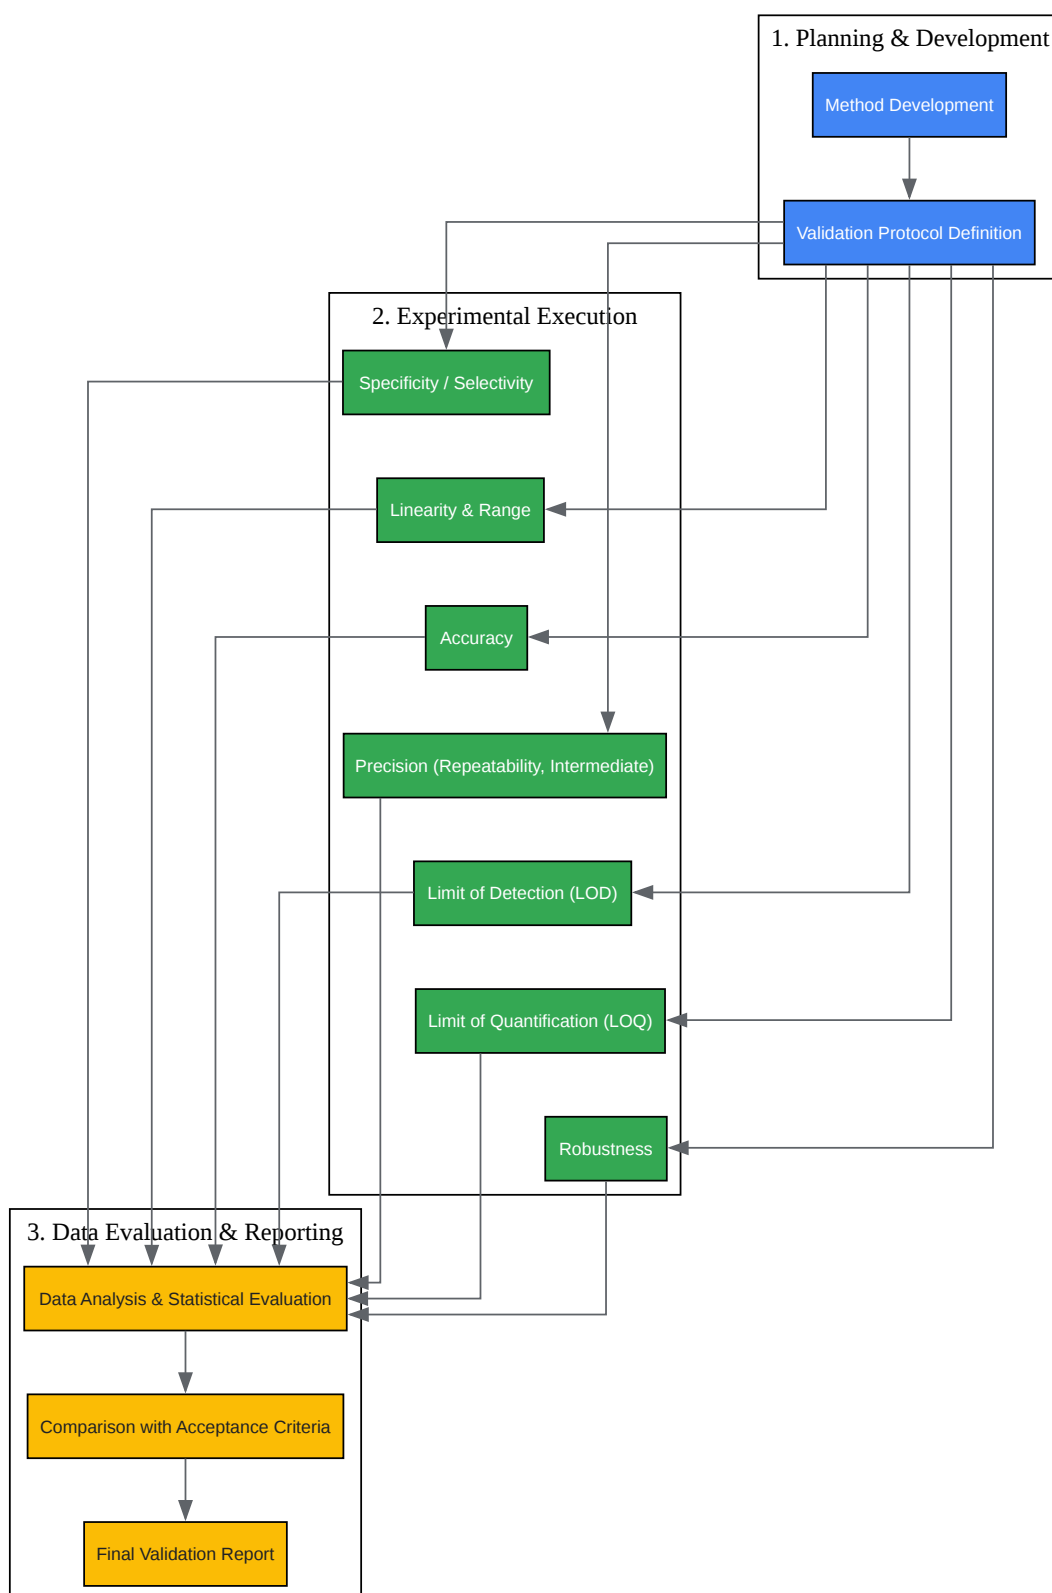 1. Planning & Development
Method Development
Validation Protocol Definition
2. Experimental Execution
Specificity / Selectivity
Linearity & Range
Accuracy
Precision (Repeatability, Intermediate)
Limit of Detection (LOD)
Limit of Quantification (LOQ)
Robustness
3. Data Evaluation & Reporting
Data Analysis & Statistical Evaluation
Comparison with Acceptance Criteria
Final Validation Report